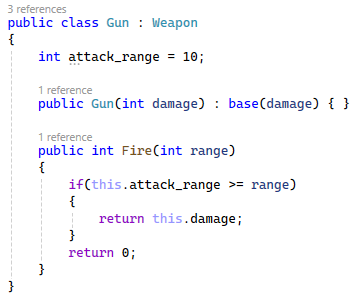 3 references
public class Gun : Weapon
{
    int attack_range = 10;
    1 reference
    public Gun(int damage) : base(damage) { }
    1 reference
    public int Fire(int range)
    {
        if(this.attack_range >= range)
        {
            return this.damage;
        }
        return 0;
    }
}